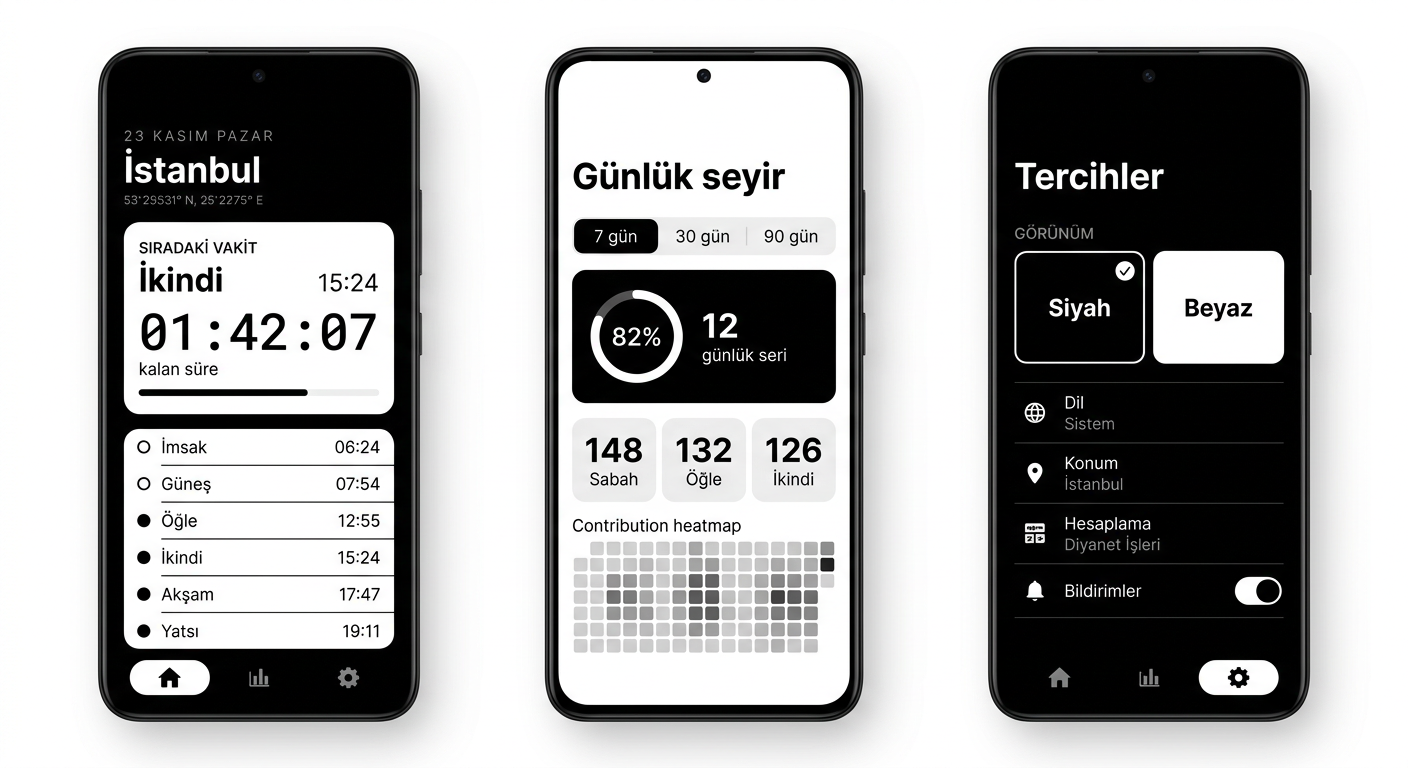 23 KASIM PAZAR
İstanbul
53°29531° N, 25°2275° E
SIRADAKİ VAKİT
İkindi 15:24
01:42:07
kalan süre
İmsak 06:24
Güneş 07:54
Öğle 12:55
İkindi 15:24
Akşam 17:47
Yatsı 19:11
Günlük seyir
7 gün 30 gün 90 gün
82%
12
günlük seri
148 132 126
Sabah Öğle İkindi
Contribution heatmap
Tercihler
GÖRÜNÜM
Siyah Beyaz
Dil
Sistem
Konum
İstanbul
Hesaplama
Diyanet İşleri
Bildirimler